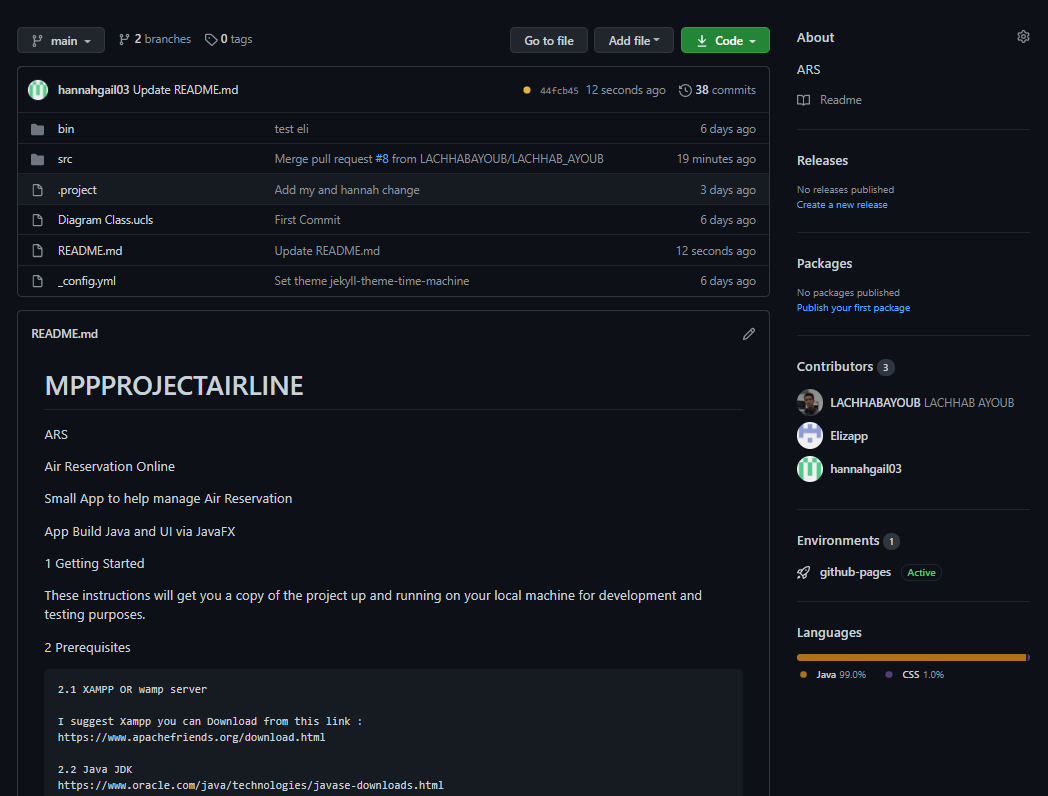 main
2 branches
0 tags
Go to file
Add file
Code
hannahgail03 Update README.md
44fcb45 12 seconds ago
38 commits
bin test eli 6 days ago
src Merge pull request #8 from LACHHABAYOUB/LACHHAB_AYOUB 19 minutes ago
.project Add my and hannah change 3 days ago
Diagram Class.ucls First Commit 6 days ago
README.md Update README.md 12 seconds ago
_config.yml Set theme jekyll-theme-time-machine 6 days ago
README.md
MPPPROJECTAIRLINE
ARS
Air Reservation Online
Small App to help manage Air Reservation
App Build Java and UI via JavaFX
1 Getting Started
These instructions will get you a copy of the project up and running on your local machine for development and
testing purposes.
2 Prerequisites
2.1 XAMPP OR wamp server
I suggest Xampp you can Download from this link :
https://www.apachefriends.org/download.html
2.2 Java JDK
https://www.oracle.com/java/technologies/javase-downloads.html
About
ARS
Readme
Releases
No releases published
Create a new release
Packages
No packages published
Publish your first package
Contributors 3
LACHHABAYOUB LACHHAB AYOUB
Elizapp
hannahgail03
Environments 1
github-pages Active
Languages
Java 99.0% CSS 1.0%